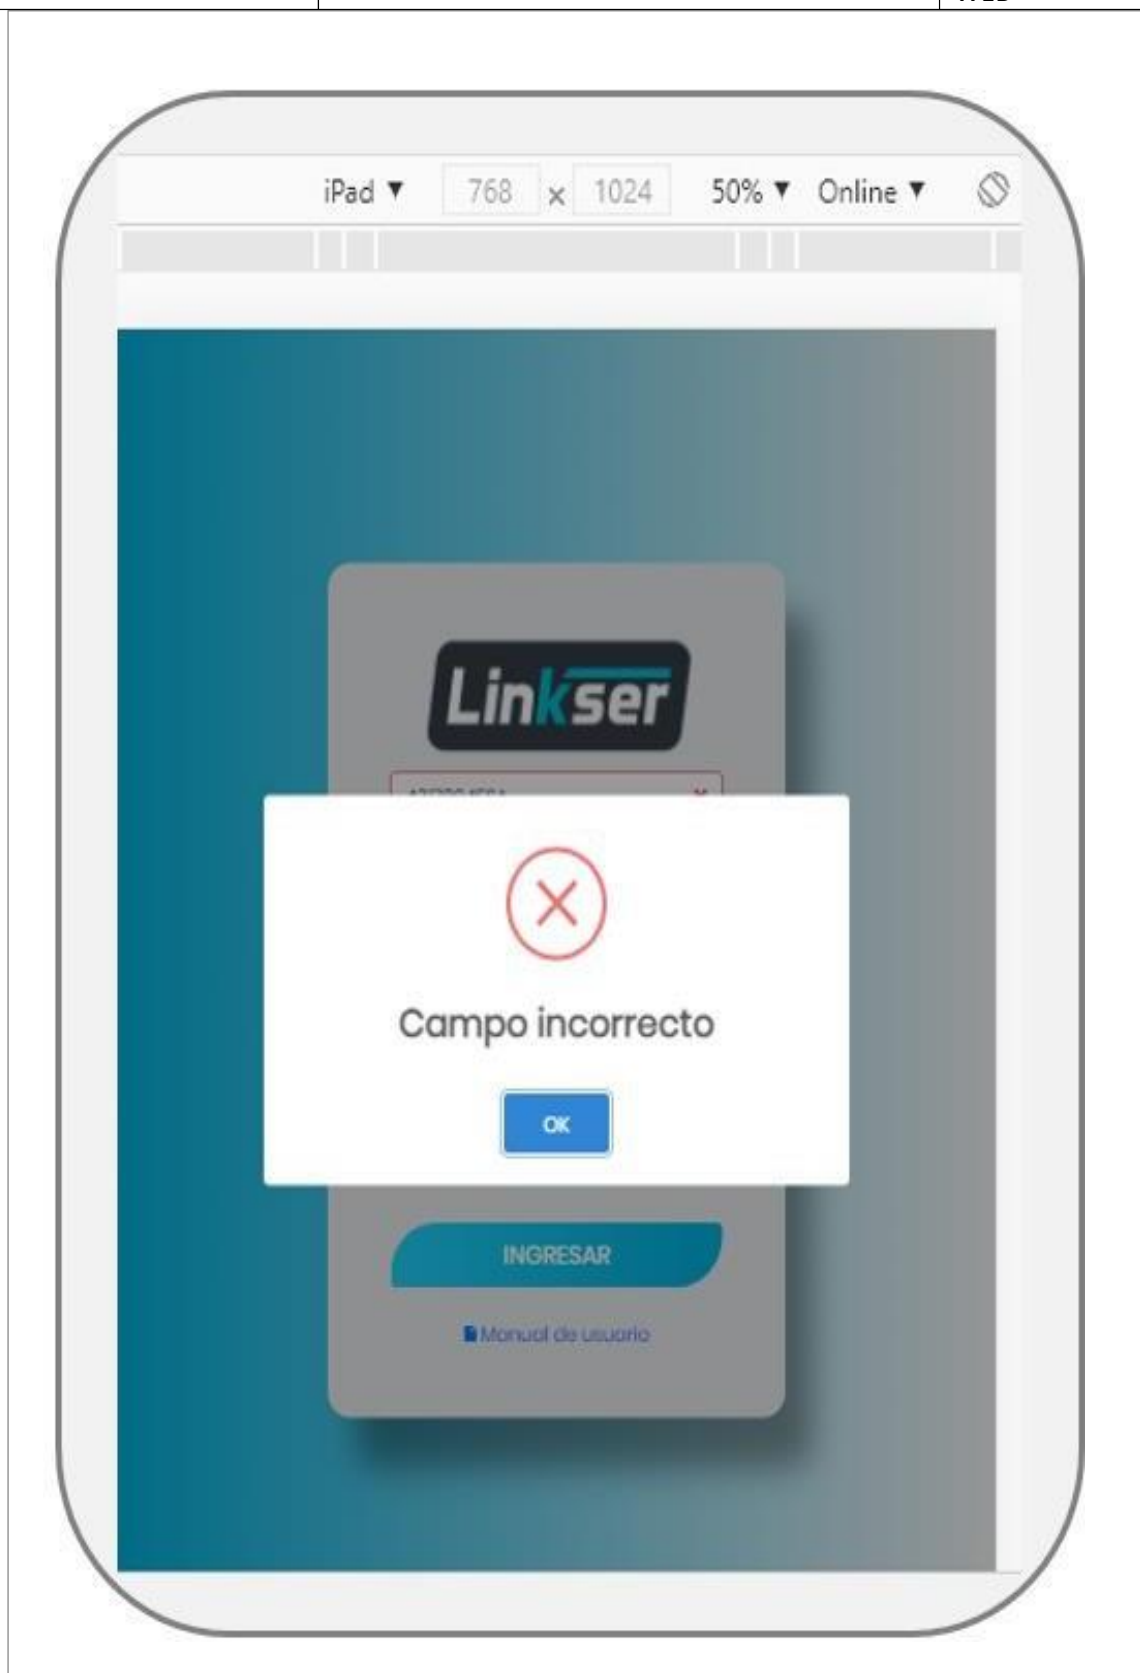 iPad ▼ 768 × 1024 50% ▼ Online ▼
Linkser
Campo incorrecto
OK
INGRESAR
Manual de usuario